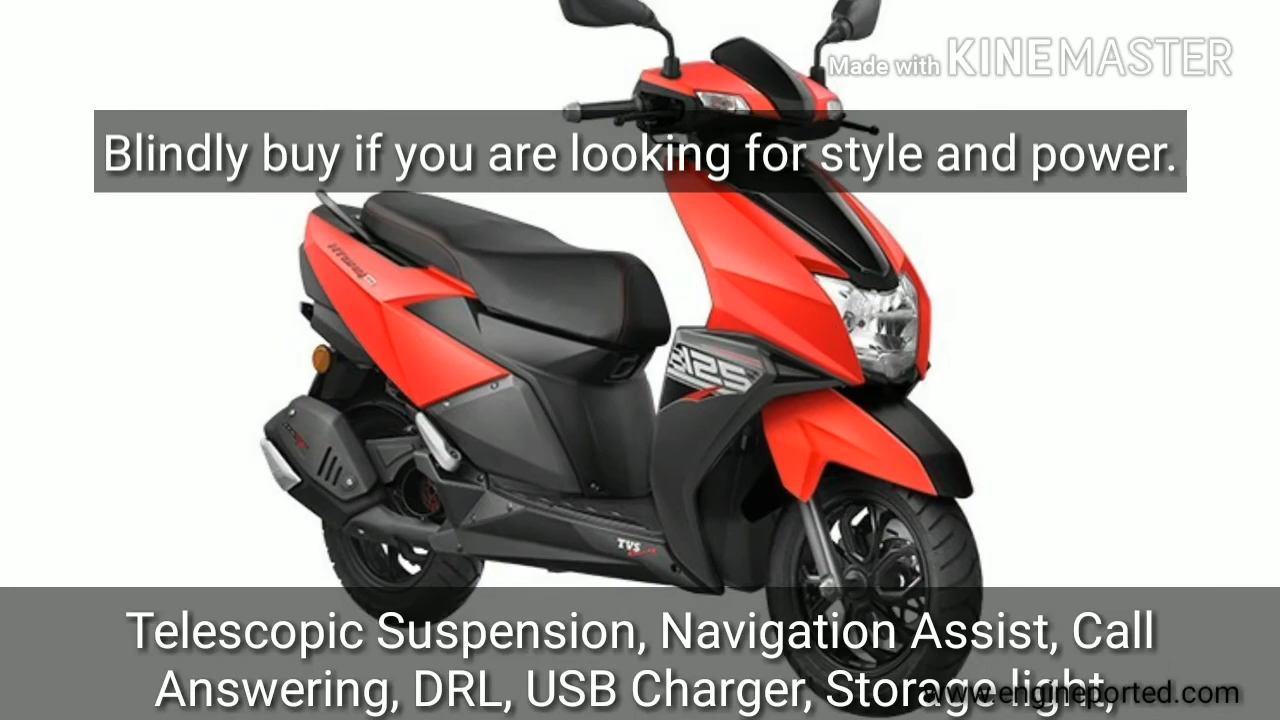 Made with KINEMASTER
Blindly buy if you are looking for style and power.
125
TVS
Telescopic Suspension, Navigation Assist, Call
Answering, DRL, USB Charger, Storage light,
www.engineported.com